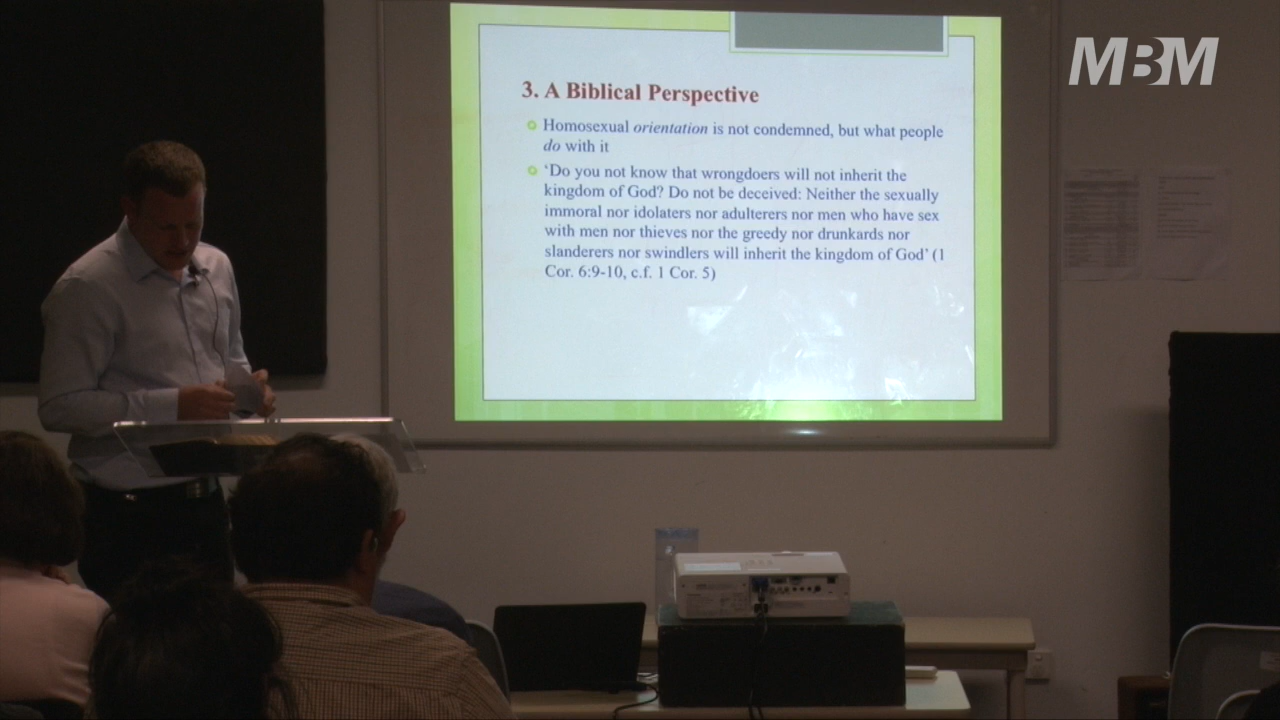 MBM
3. A Biblical Perspective
Homosexual orientation is not condemned, but what people
do with it
'Do you not know that wrongdoers will not inherit the
kingdom of God? Do not be deceived: Neither the sexually
immoral nor idolaters nor adulterers nor men who have sex
with men nor thieves nor the greedy nor drunkards nor
slanderers nor swindlers will inherit the kingdom of God' (1
Cor. 6:9-10, c.f. 1 Cor. 5)